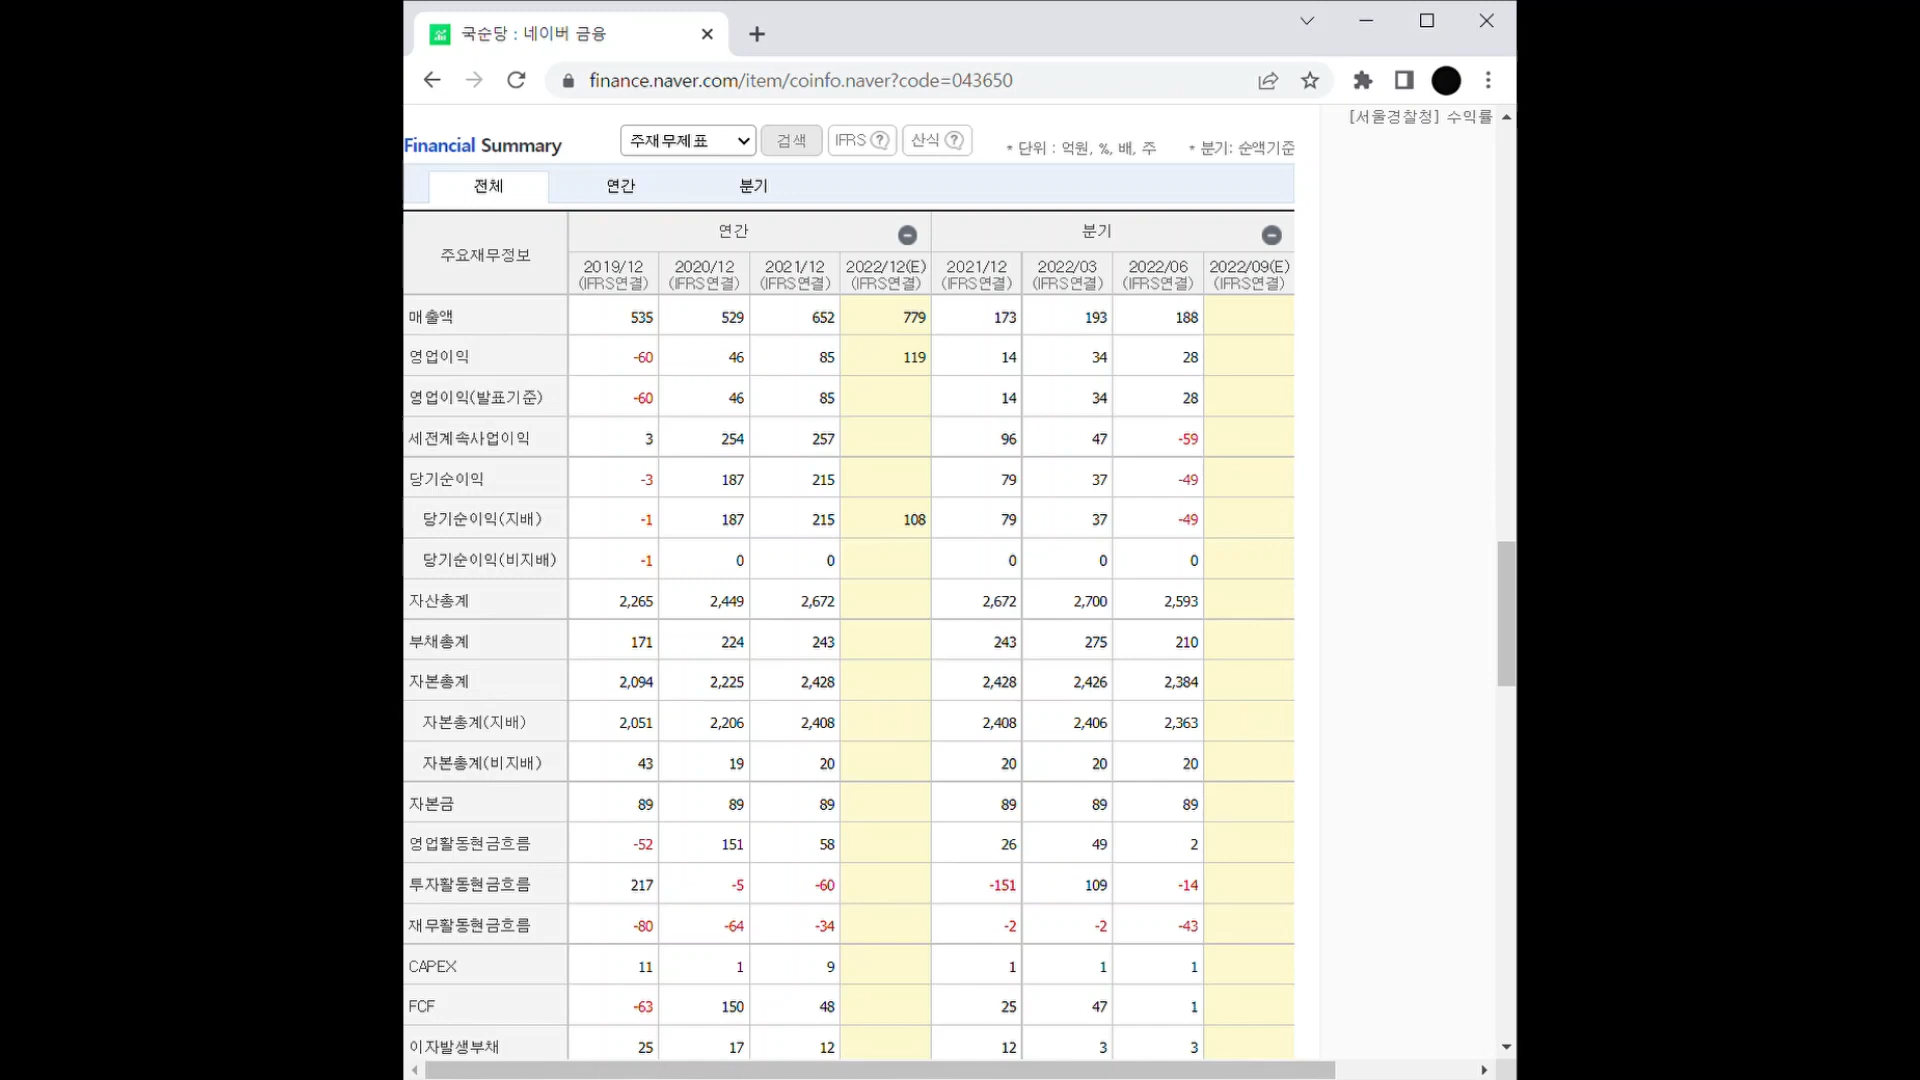 국순당 : 네이버 금융
finance.naver.com/item/coinfo.naver?code=043650
[서울경찰청] 수익률
Financial Summary 주재무제표 검색 IFRS ? 산식 ? * 단위 : 억원, %, 배, 주 * 분기: 순액기준
전체 연간 분기
주요재무정보 연간 분기
2019/12 2020/12 2021/12 2022/12(E) 2021/12 2022/03 2022/06 2022/09(E)
(IFRS연결) (IFRS연결) (IFRS연결) (IFRS연결) (IFRS연결) (IFRS연결) (IFRS연결) (IFRS연결)
매출액 535 529 652 779 173 193 188
영업이익 -60 46 85 119 14 34 28
영업이익(발표기준) -60 46 85 14 34 28
세전계속사업이익 3 254 257 96 47 -59
당기순이익 -3 187 215 79 37 -49
당기순이익(지배) -1 187 215 108 79 37 -49
당기순이익(비지배) -1 0 0 0 0 0
자산총계 2,265 2,449 2,672 2,672 2,700 2,593
부채총계 171 224 243 243 275 210
자본총계 2,094 2,225 2,428 2,428 2,426 2,384
자본총계(지배) 2,051 2,206 2,408 2,408 2,406 2,363
자본총계(비지배) 43 19 20 20 20 20
자본금 89 89 89 89 89 89
영업활동현금흐름 -52 151 58 26 49 2
투자활동현금흐름 217 -5 -60 -151 109 -14
재무활동현금흐름 -80 -64 -34 -2 -2 -43
CAPEX 11 1 9 1 1 1
FCF -63 150 48 25 47 1
이자발생부채 25 17 12 12 3 3